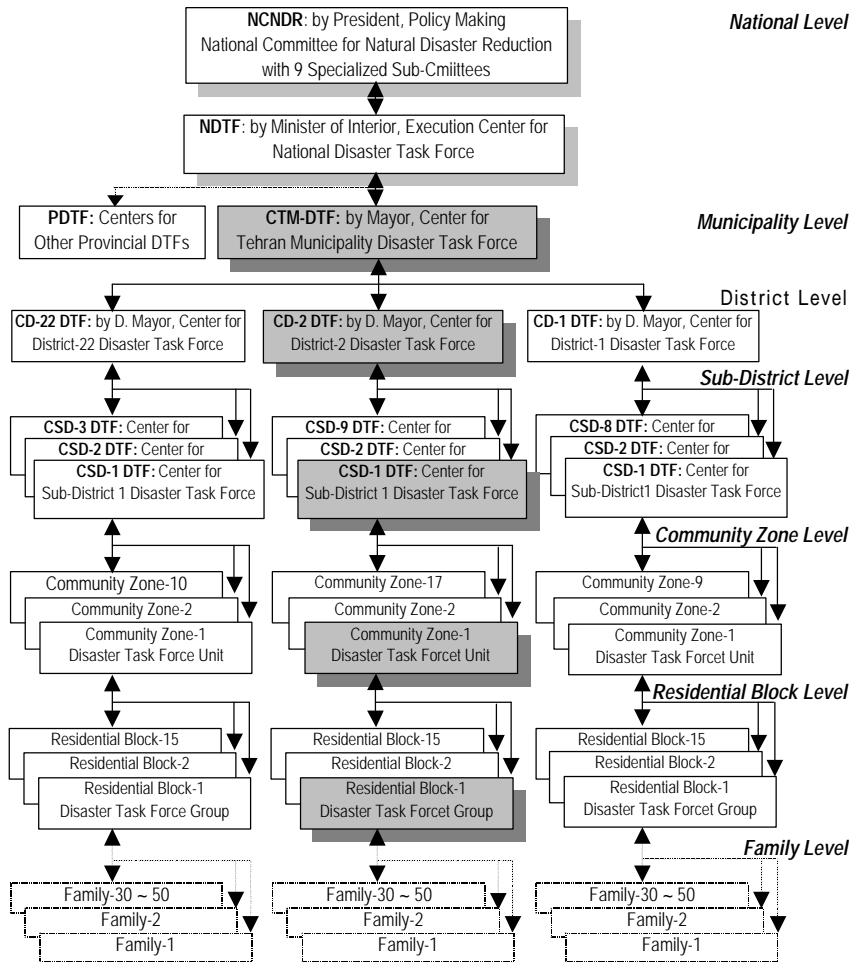 NCNDR: by President, Policy Making
National Committee for Natural Disaster Reduction
with 9 Specialized Sub-Cmiittees
National Level
NDTF: by Minister of Interior, Execution Center for
National Disaster Task Force
PDTF: Centers for
Other Provincial DTFs
CTM-DTF: by Mayor, Center for
Tehran Municipality Disaster Task Force
Municipality Level
District Level
CD-22 DTF: by D. Mayor, Center for
District-22 Disaster Task Force
CD-2 DTF: by D. Mayor, Center for
District-2 Disaster Task Force
CD-1 DTF: by D. Mayor, Center for
District-1 Disaster Task Force
Sub-District Level
CSD-3 DTF: Center for
CSD-2 DTF: Center for
CSD-1 DTF: Center for
Sub-District 1 Disaster Task Force
CSD-9 DTF: Center for
CSD-2 DTF: Center for
CSD-1 DTF: Center for
Sub-District 1 Disaster Task Force
CSD-8 DTF: Center for
CSD-2 DTF: Center for
CSD-1 DTF: Center for
Sub-District1 Disaster Task Force
Community Zone Level
Community Zone-10
Community Zone-2
Community Zone-1
Disaster Task Force Unit
Community Zone-17
Community Zone-2
Community Zone-1
Disaster Task Forcet Unit
Community Zone-9
Community Zone-2
Community Zone-1
Disaster Task Forcet Unit
Residential Block Level
Residential Block-15
Residential Block-2
Residential Block-1
Disaster Task Force Group
Residential Block-15
Residential Block-2
Residential Block-1
Disaster Task Forcet Group
Residential Block-15
Residential Block-2
Residential Block-1
Disaster Task Forcet Group
Family Level
Family-30 ~ 50
Family-2
Family-1
Family-30 ~ 50
Family-2
Family-1
Family-30 ~ 50
Family-2
Family-1